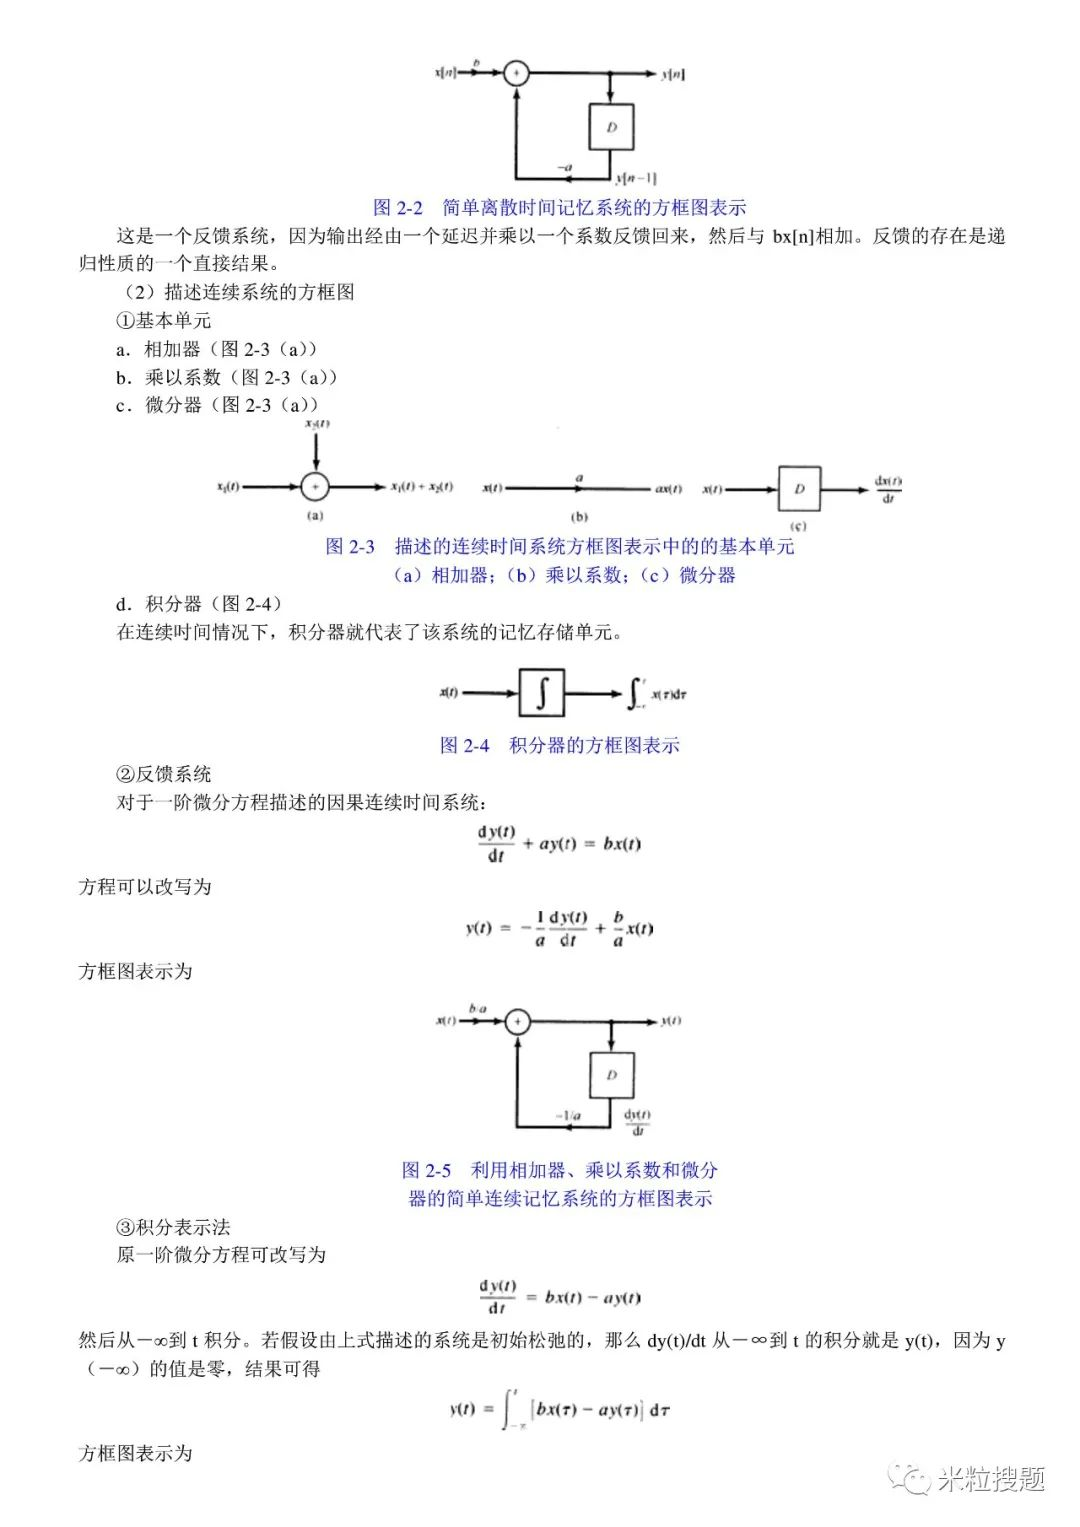 x[n] b + y[n]
D
-a y[n-1]
图 2-2 简单离散时间记忆系统的方框图表示
这是一个反馈系统，因为输出经由一个延迟并乘以一个系数反馈回来，然后与 bx[n]相加。反馈的存在是递
归性质的一个直接结果。
（2）描述连续系统的方框图
①基本单元
a．相加器（图 2-3（a））
b．乘以系数（图 2-3（a））
c．微分器（图 2-3（a））
x₂(t)
x₁(t) + x₁(t) + x₂(t) x(t) a ax(t) x(t) D dx(t)/dt
(a) (b) (c)
图 2-3 描述的连续时间系统方框图表示中的的基本单元
（a）相加器；（b）乘以系数；（c）微分器
d．积分器（图 2-4）
在连续时间情况下，积分器就代表了该系统的记忆存储单元。
x(t) ∫ ∫ x(τ)dτ
图 2-4 积分器的方框图表示
②反馈系统
对于一阶微分方程描述的因果连续时间系统：
dy(t)/dt + ay(t) = bx(t)
方程可以改写为
y(t) = -1/a dy(t)/dt + b/a x(t)
方框图表示为
x(t) b/a + y(t)
D
-1/a dy(t)/dt
图 2-5 利用相加器、乘以系数和微分
器的简单连续记忆系统的方框图表示
③积分表示法
原一阶微分方程可改写为
dy(t)/dt = bx(t) - ay(t)
然后从－∞到 t 积分。若假设由上式描述的系统是初始松弛的，那么 dy(t)/dt 从－∞到 t 的积分就是 y(t)，因为 y
（－∞）的值是零，结果可得
y(t) = ∫_{-∞}^{t} [bx(τ) - ay(τ)] dτ
方框图表示为
米粒搜题